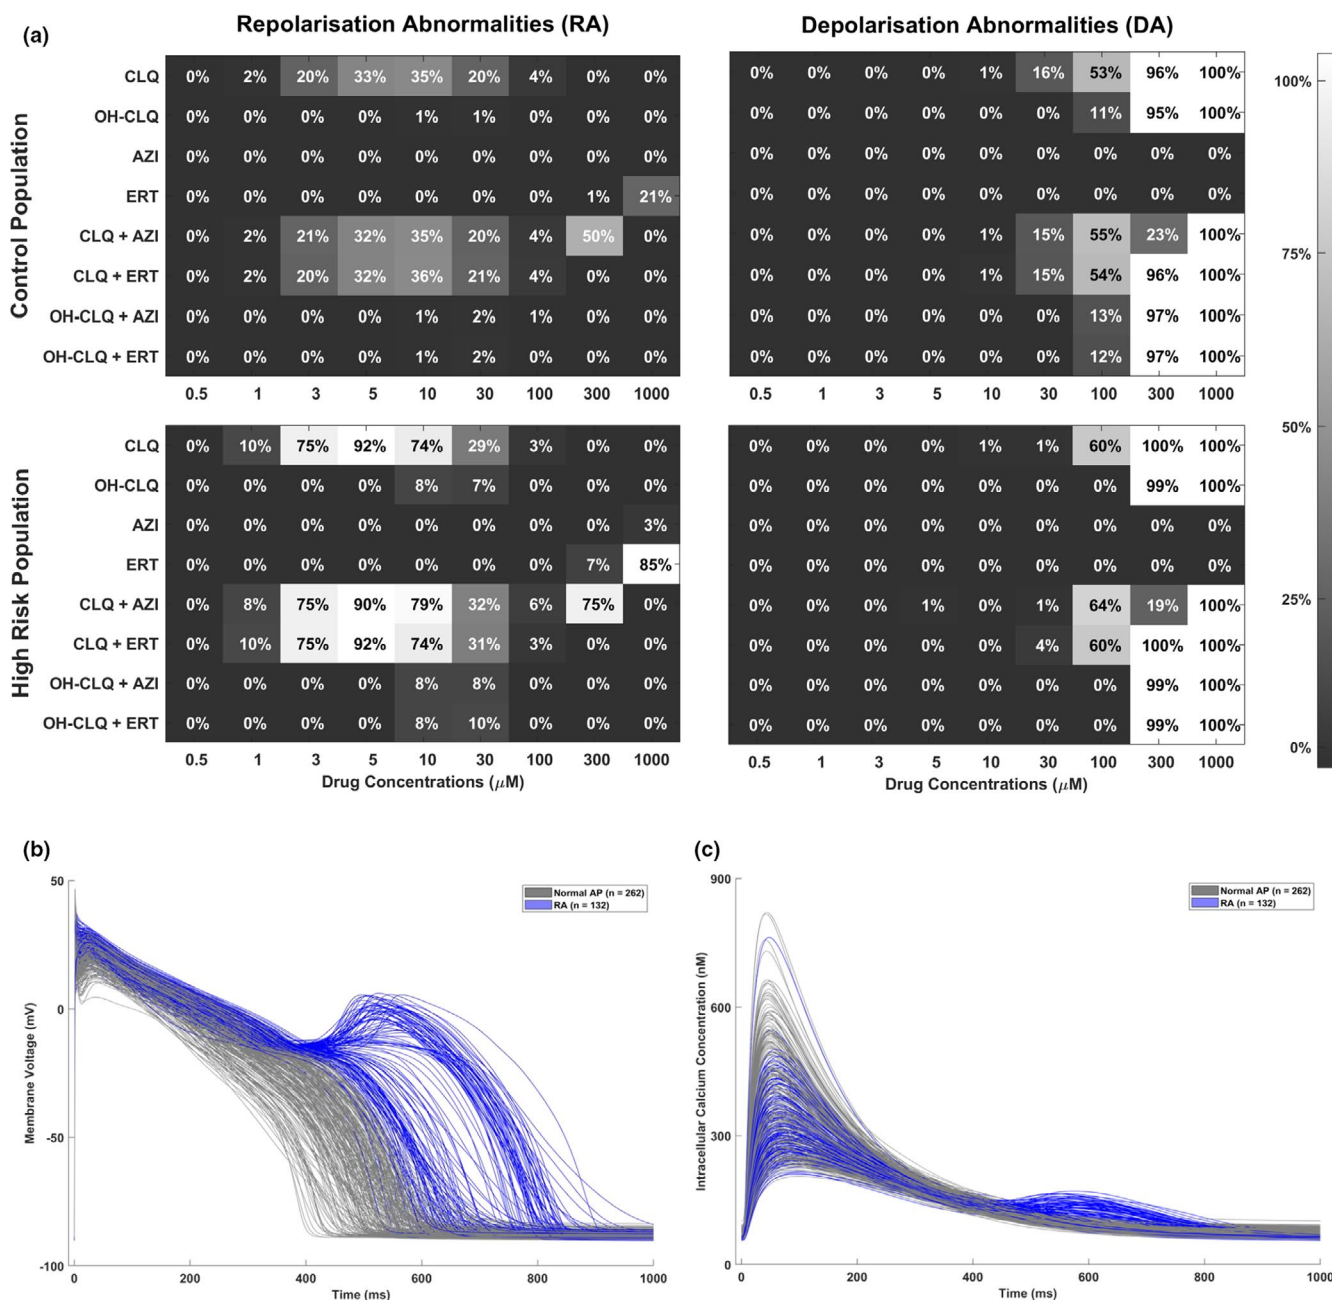 (a)
Repolarisation Abnormalities (RA)
Depolarisation Abnormalities (DA)
Control Population
CLQ 0% 2% 20% 33% 35% 20% 4% 0% 0% 0% 0% 0% 0% 1% 16% 53% 96% 100%
OH-CLQ 0% 0% 0% 0% 1% 1% 0% 0% 0% 0% 0% 0% 0% 0% 0% 11% 95% 100%
AZI 0% 0% 0% 0% 0% 0% 0% 0% 0% 0% 0% 0% 0% 0% 0% 0% 0% 0%
ERT 0% 0% 0% 0% 0% 0% 0% 1% 21% 0% 0% 0% 0% 0% 0% 0% 0% 0%
CLQ + AZI 0% 2% 21% 32% 35% 20% 4% 50% 0% 0% 0% 0% 0% 1% 15% 55% 23% 100%
CLQ + ERT 0% 2% 20% 32% 36% 21% 4% 0% 0% 0% 0% 0% 0% 1% 15% 54% 96% 100%
OH-CLQ + AZI 0% 0% 0% 0% 1% 2% 1% 0% 0% 0% 0% 0% 0% 0% 0% 13% 97% 100%
OH-CLQ + ERT 0% 0% 0% 0% 1% 2% 0% 0% 0% 0% 0% 0% 0% 0% 0% 12% 97% 100%
0.5 1 3 5 10 30 100 300 1000 0.5 1 3 5 10 30 100 300 1000
High Risk Population
CLQ 0% 10% 75% 92% 74% 29% 3% 0% 0% 0% 0% 0% 0% 1% 1% 60% 100% 100%
OH-CLQ 0% 0% 0% 0% 8% 7% 0% 0% 0% 0% 0% 0% 0% 0% 0% 0% 99% 100%
AZI 0% 0% 0% 0% 0% 0% 0% 0% 3% 0% 0% 0% 0% 0% 0% 0% 0% 0%
ERT 0% 0% 0% 0% 0% 0% 0% 7% 85% 0% 0% 0% 0% 0% 0% 0% 0% 0%
CLQ + AZI 0% 8% 75% 90% 79% 32% 6% 75% 0% 0% 0% 0% 1% 0% 1% 64% 19% 100%
CLQ + ERT 0% 10% 75% 92% 74% 31% 3% 0% 0% 0% 0% 0% 0% 0% 4% 60% 100% 100%
OH-CLQ + AZI 0% 0% 0% 0% 8% 8% 0% 0% 0% 0% 0% 0% 0% 0% 0% 0% 99% 100%
OH-CLQ + ERT 0% 0% 0% 0% 8% 10% 0% 0% 0% 0% 0% 0% 0% 0% 0% 0% 99% 100%
0.5 1 3 5 10 30 100 300 1000 0.5 1 3 5 10 30 100 300 1000
Drug Concentrations (μM)
Drug Concentrations (μM)
100%
75%
50%
25%
0%
(b)
50
0
-50
-100
Membrane Voltage (mV)
Normal AP (n = 262)
RA (n = 132)
0 200 400 600 800 1000
Time (ms)
(c)
900
600
300
0
Intracellular Calcium Concentration (nM)
Normal AP (n = 262)
RA (n = 132)
0 200 400 600 800 1000
Time (ms)